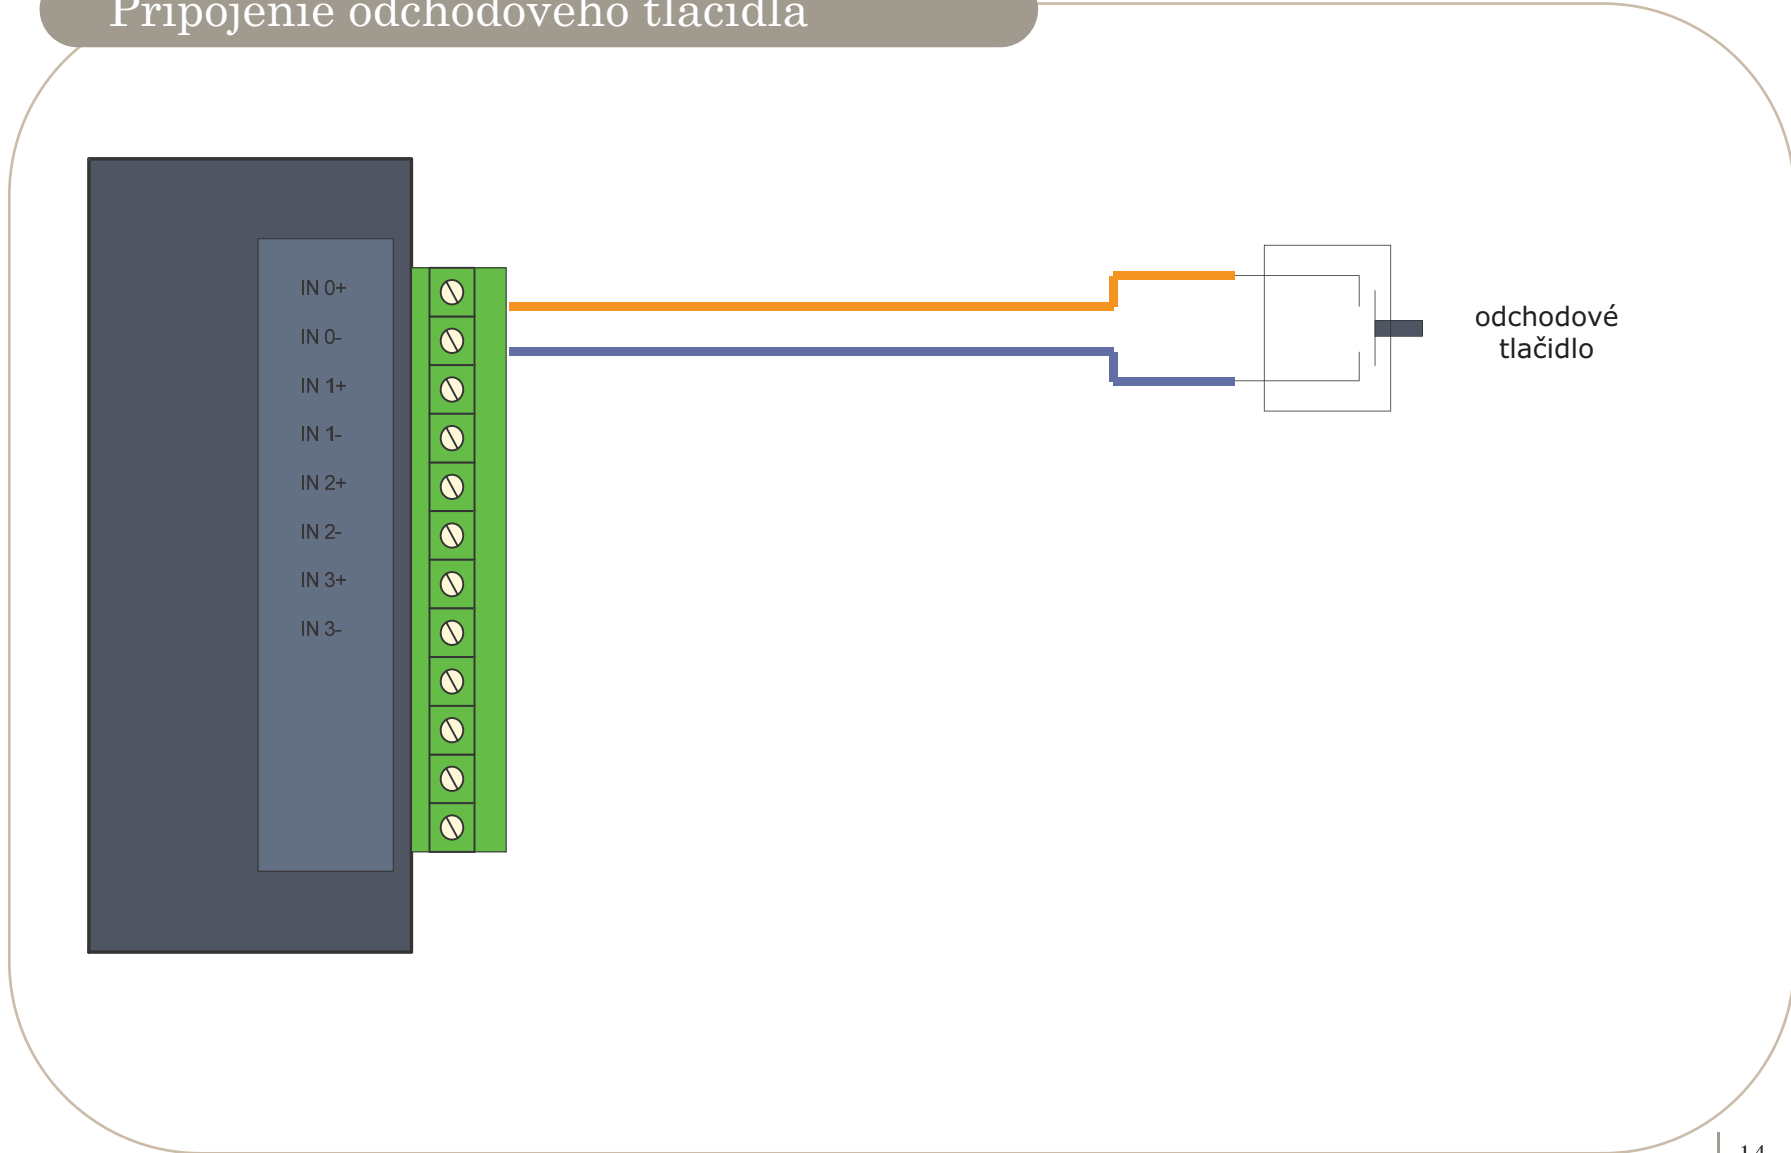 Pripojenie odchodového tlačidla
IN 0+
IN 0-
IN 1+
IN 1-
IN 2+
IN 2-
IN 3+
IN 3-
odchodové
tlačidlo
14